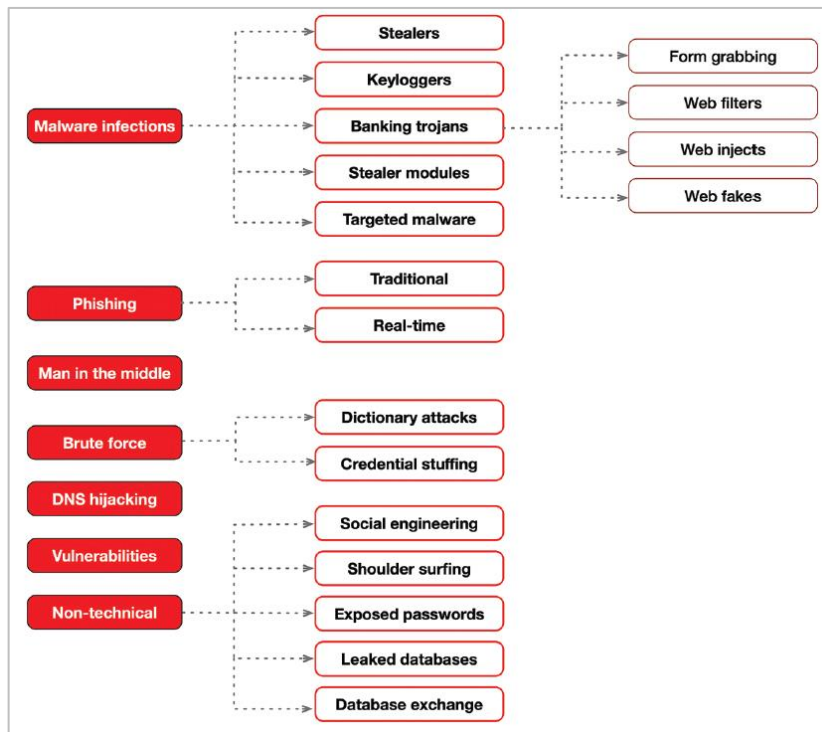 Malware infections
Stealers
Keyloggers
Banking trojans
Stealer modules
Targeted malware
Form grabbing
Web filters
Web injects
Web fakes
Phishing
Traditional
Real-time
Man in the middle
Brute force
Dictionary attacks
Credential stuffing
DNS hijacking
Vulnerabilities
Non-technical
Social engineering
Shoulder surfing
Exposed passwords
Leaked databases
Database exchange